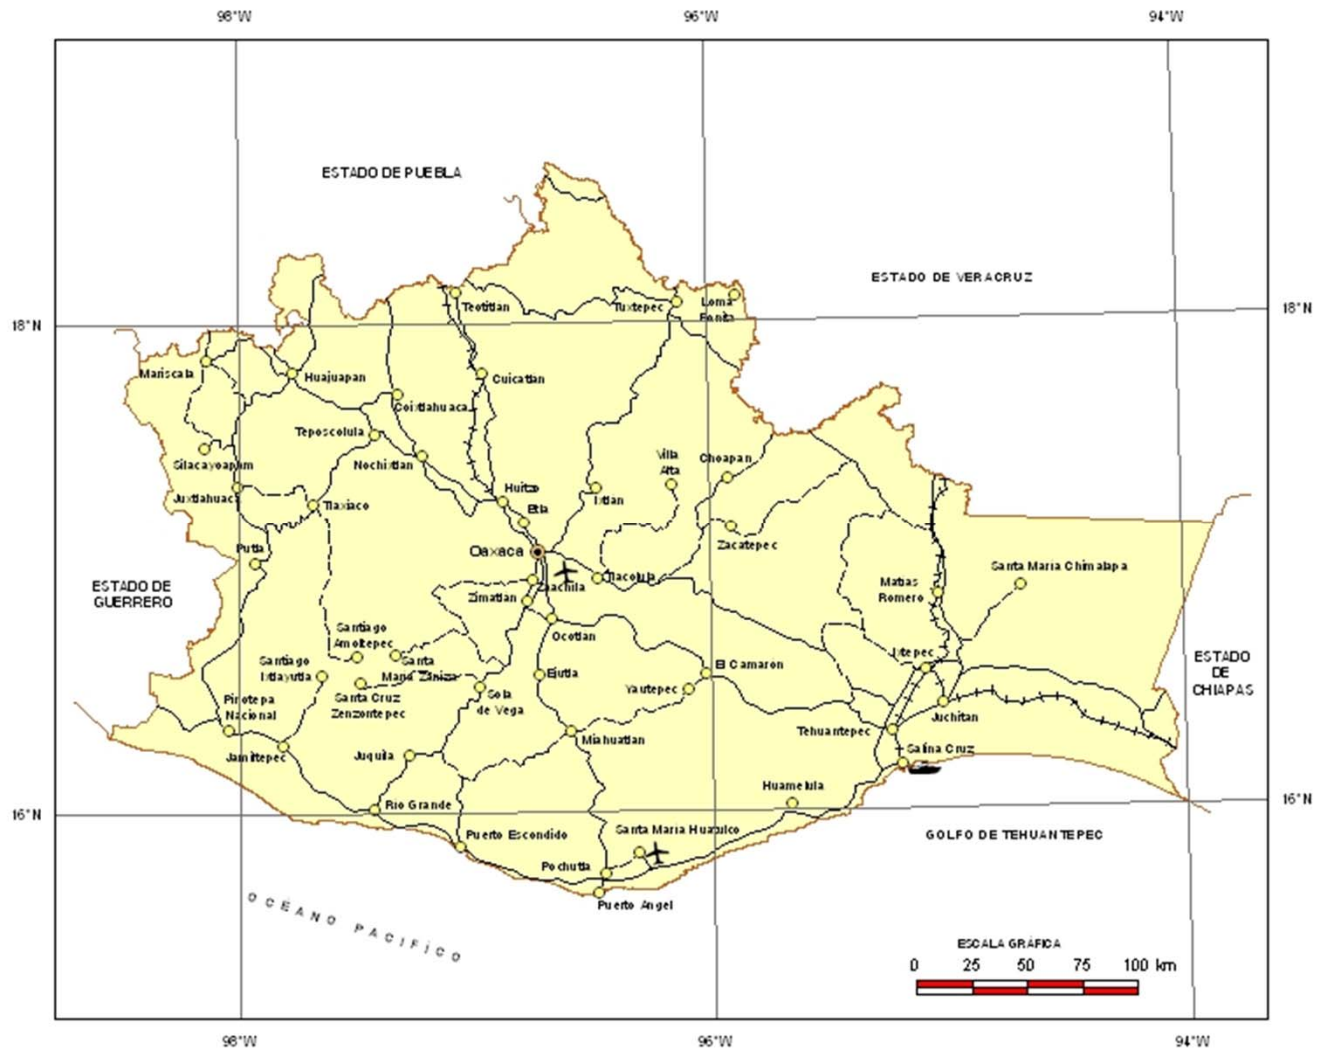 98°W
96°W
94°W
ESTADO DE PUEBLA
ESTADO DE VERACRUZ
Teotitlan
Tuxtepec
Loma
Bonita
18°N
18°N
Mariscala
Huajuapan
Cuicatlan
Coixtlahuaca
Teposcolula
Nochixtlan
Silacayoapam
Villa
Alta
Choapan
Juxtlahuaca
Tlaxiaco
Huitzo
Etla
Ixtlan
Zacatepec
Putla
Oaxaca
Tlacolula
Santa Maria Chimalapa
Matias
Romero
ESTADO DE
GUERRERO
Zaachila
Zimatlan
Ocotlan
Santiago
Amoltepec
Santa
Maria Zaniza
Santiago
Ixtlayutla
Santa Cruz
Zenzontepec
Ejutla
El Camaron
Yautepec
Ixtepec
ESTADO
DE
CHIAPAS
Pinotepa
Nacional
Sola
de Vega
Juchitan
Tehuantepec
Miahuatlan
Jamiltepec
Juquila
Salina Cruz
Huamelula
Rio Grande
16°N
16°N
Puerto Escondido
Santa Maria Huatulco
GOLFO DE TEHUANTEPEC
Pochutla
Puerto Angel
OCÉANO PACIFÍCO
ESCALA GRÁFICA
0 25 50 75 100 km
98°W
96°W
94°W